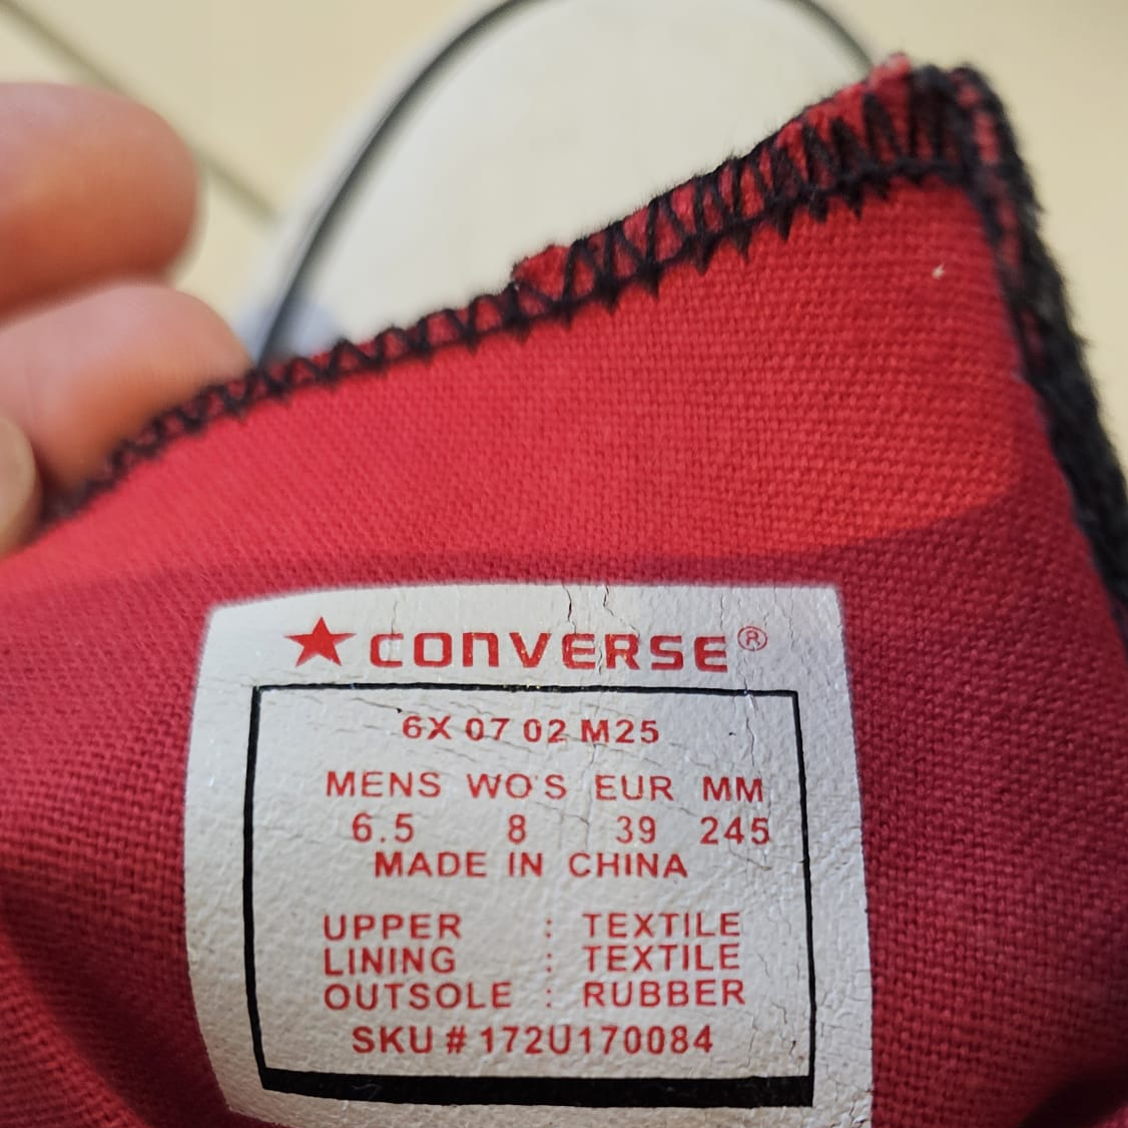 ★CONVERSE®
6X 07 02 M25
MENS WO'S EUR MM
6.5 8 39 245
MADE IN CHINA
UPPER : TEXTILE
LINING : TEXTILE
OUTSOLE : RUBBER
SKU # 172U170084